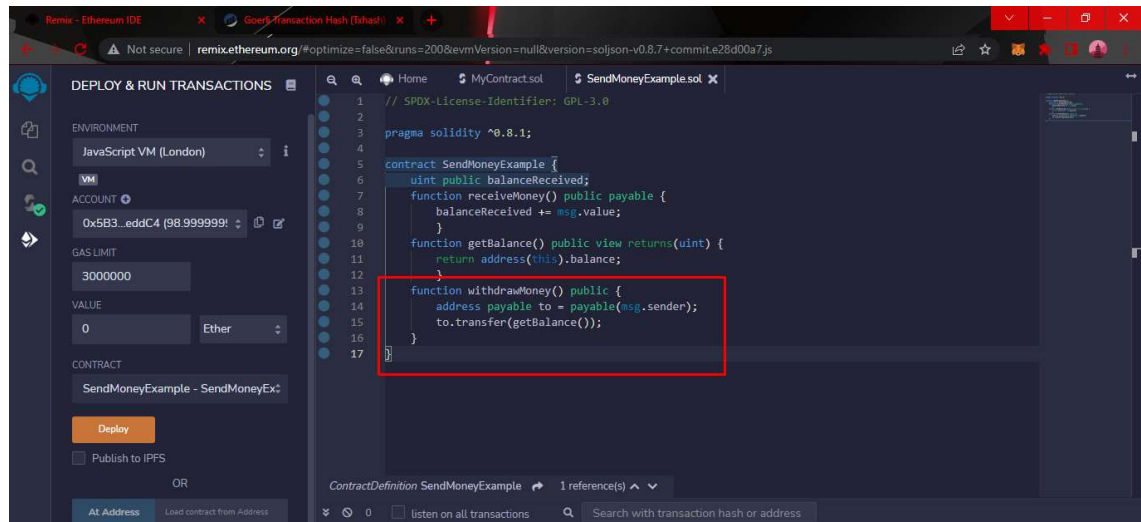 Remix - Ethereum IDE
Goerli Transaction Hash (Txhash)
Not secure | remix.ethereum.org/#optimize=false&runs=200&evmVersion=null&version=soljson-v0.8.7+commit.e28d00a7.js
DEPLOY & RUN TRANSACTIONS
ENVIRONMENT
JavaScript VM (London)
VM
ACCOUNT
0x5B3...eddC4 (98.9999999
GAS LIMIT
3000000
VALUE
0
Ether
CONTRACT
SendMoneyExample - SendMoneyEx
Deploy
Publish to IPFS
OR
At Address
Load contract from Address
Home
MyContract.sol
SendMoneyExample.sol
1 // SPDX-License-Identifier: GPL-3.0
2
3 pragma solidity ^0.8.1;
4
5 contract SendMoneyExample {
6 uint public balanceReceived;
7 function receiveMoney() public payable {
8 balanceReceived += msg.value;
9 }
10 function getBalance() public view returns(uint) {
11 return address(this).balance;
12 }
13 function withdrawMoney() public {
14 address payable to = payable(msg.sender);
15 to.transfer(getBalance());
16 }
17 }
ContractDefinition SendMoneyExample
1 reference(s)
0
listen on all transactions
Search with transaction hash or address